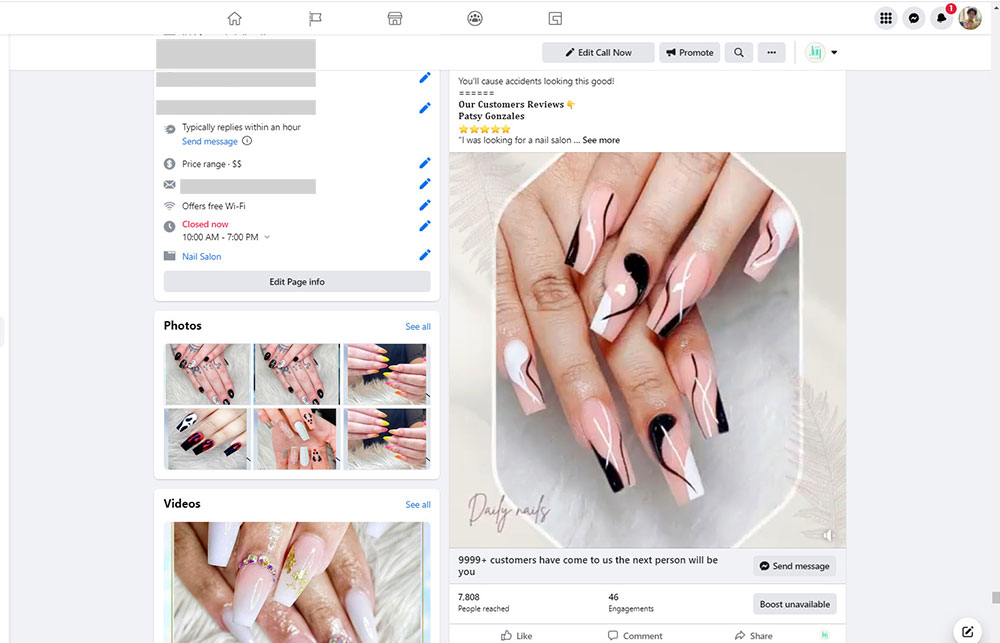 1
Edit Call Now
Promote
Typically replies within an hour
Send message
Price range · $$
Offers free Wi-Fi
Closed now
10:00 AM - 7:00 PM
Nail Salon
Edit Page info
Photos
See all
Videos
See all
You'll cause accidents looking this good!
======
Our Customers Reviews 👇
Patsy Gonzales
⭐⭐⭐⭐⭐
"I was looking for a nail salon ... See more
Daily nails
9999+ customers have come to us the next person will be
you
Send message
7,808
People reached
46
Engagements
Boost unavailable
Like
Comment
Share